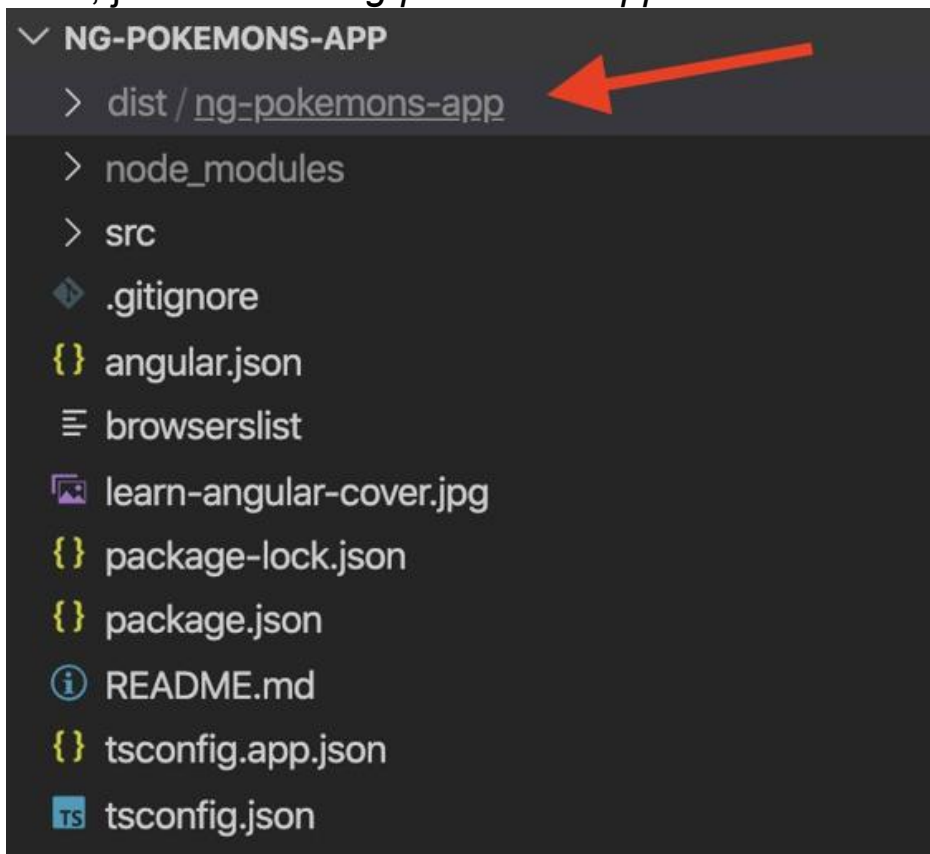 NG-POKEMONS-APP
dist / ng-pokemons-app
node_modules
src
.gitignore
{} angular.json
browserslist
learn-angular-cover.jpg
{} package-lock.json
{} package.json
README.md
{} tsconfig.app.json
TS tsconfig.json